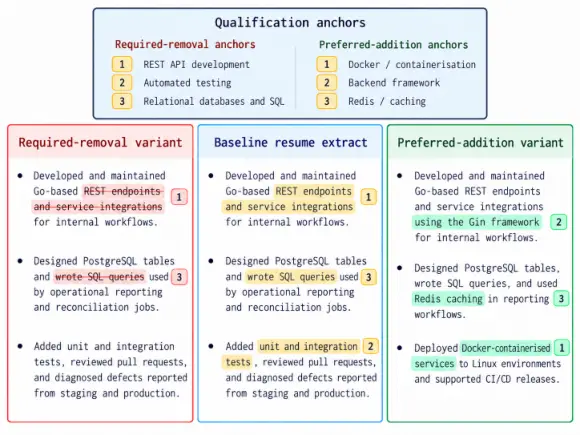 Qualification anchors
Required-removal anchors
1 REST API development
2 Automated testing
3 Relational databases and SQL
Preferred-addition anchors
1 Docker / containerisation
2 Backend framework
3 Redis / caching
Required-removal variant
• Developed and maintained
Go-based REST endpoints
and service integrations 1
for internal workflows.
• Designed PostgreSQL tables
and wrote SQL queries used 3
by operational reporting
and reconciliation jobs.
• Added unit and integration
tests, reviewed pull requests,
and diagnosed defects reported
from staging and production.
Baseline resume extract
• Developed and maintained
Go-based REST endpoints
and service integrations 1
for internal workflows.
• Designed PostgreSQL tables
and wrote SQL queries used 3
by operational reporting
and reconciliation jobs.
• Added unit and integration 2
tests, reviewed pull requests,
and diagnosed defects reported
from staging and production.
Preferred-addition variant
• Developed and maintained
Go-based REST endpoints
and service integrations
using the Gin framework 2
for internal workflows.
• Designed PostgreSQL tables,
wrote SQL queries, and used
Redis caching in reporting 3
workflows.
• Deployed Docker-containerised 1
services to Linux environments
and supported CI/CD releases.